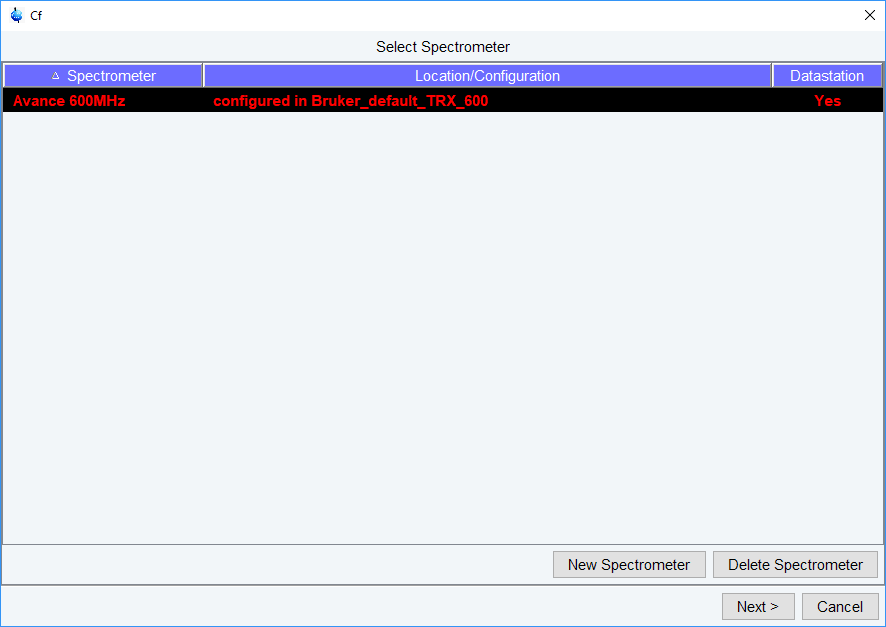 Cf
Select Spectrometer
Spectrometer Location/Configuration Datastation
Avance 600MHz configured in Bruker_default_TRX_600 Yes
New Spectrometer Delete Spectrometer
Next > Cancel